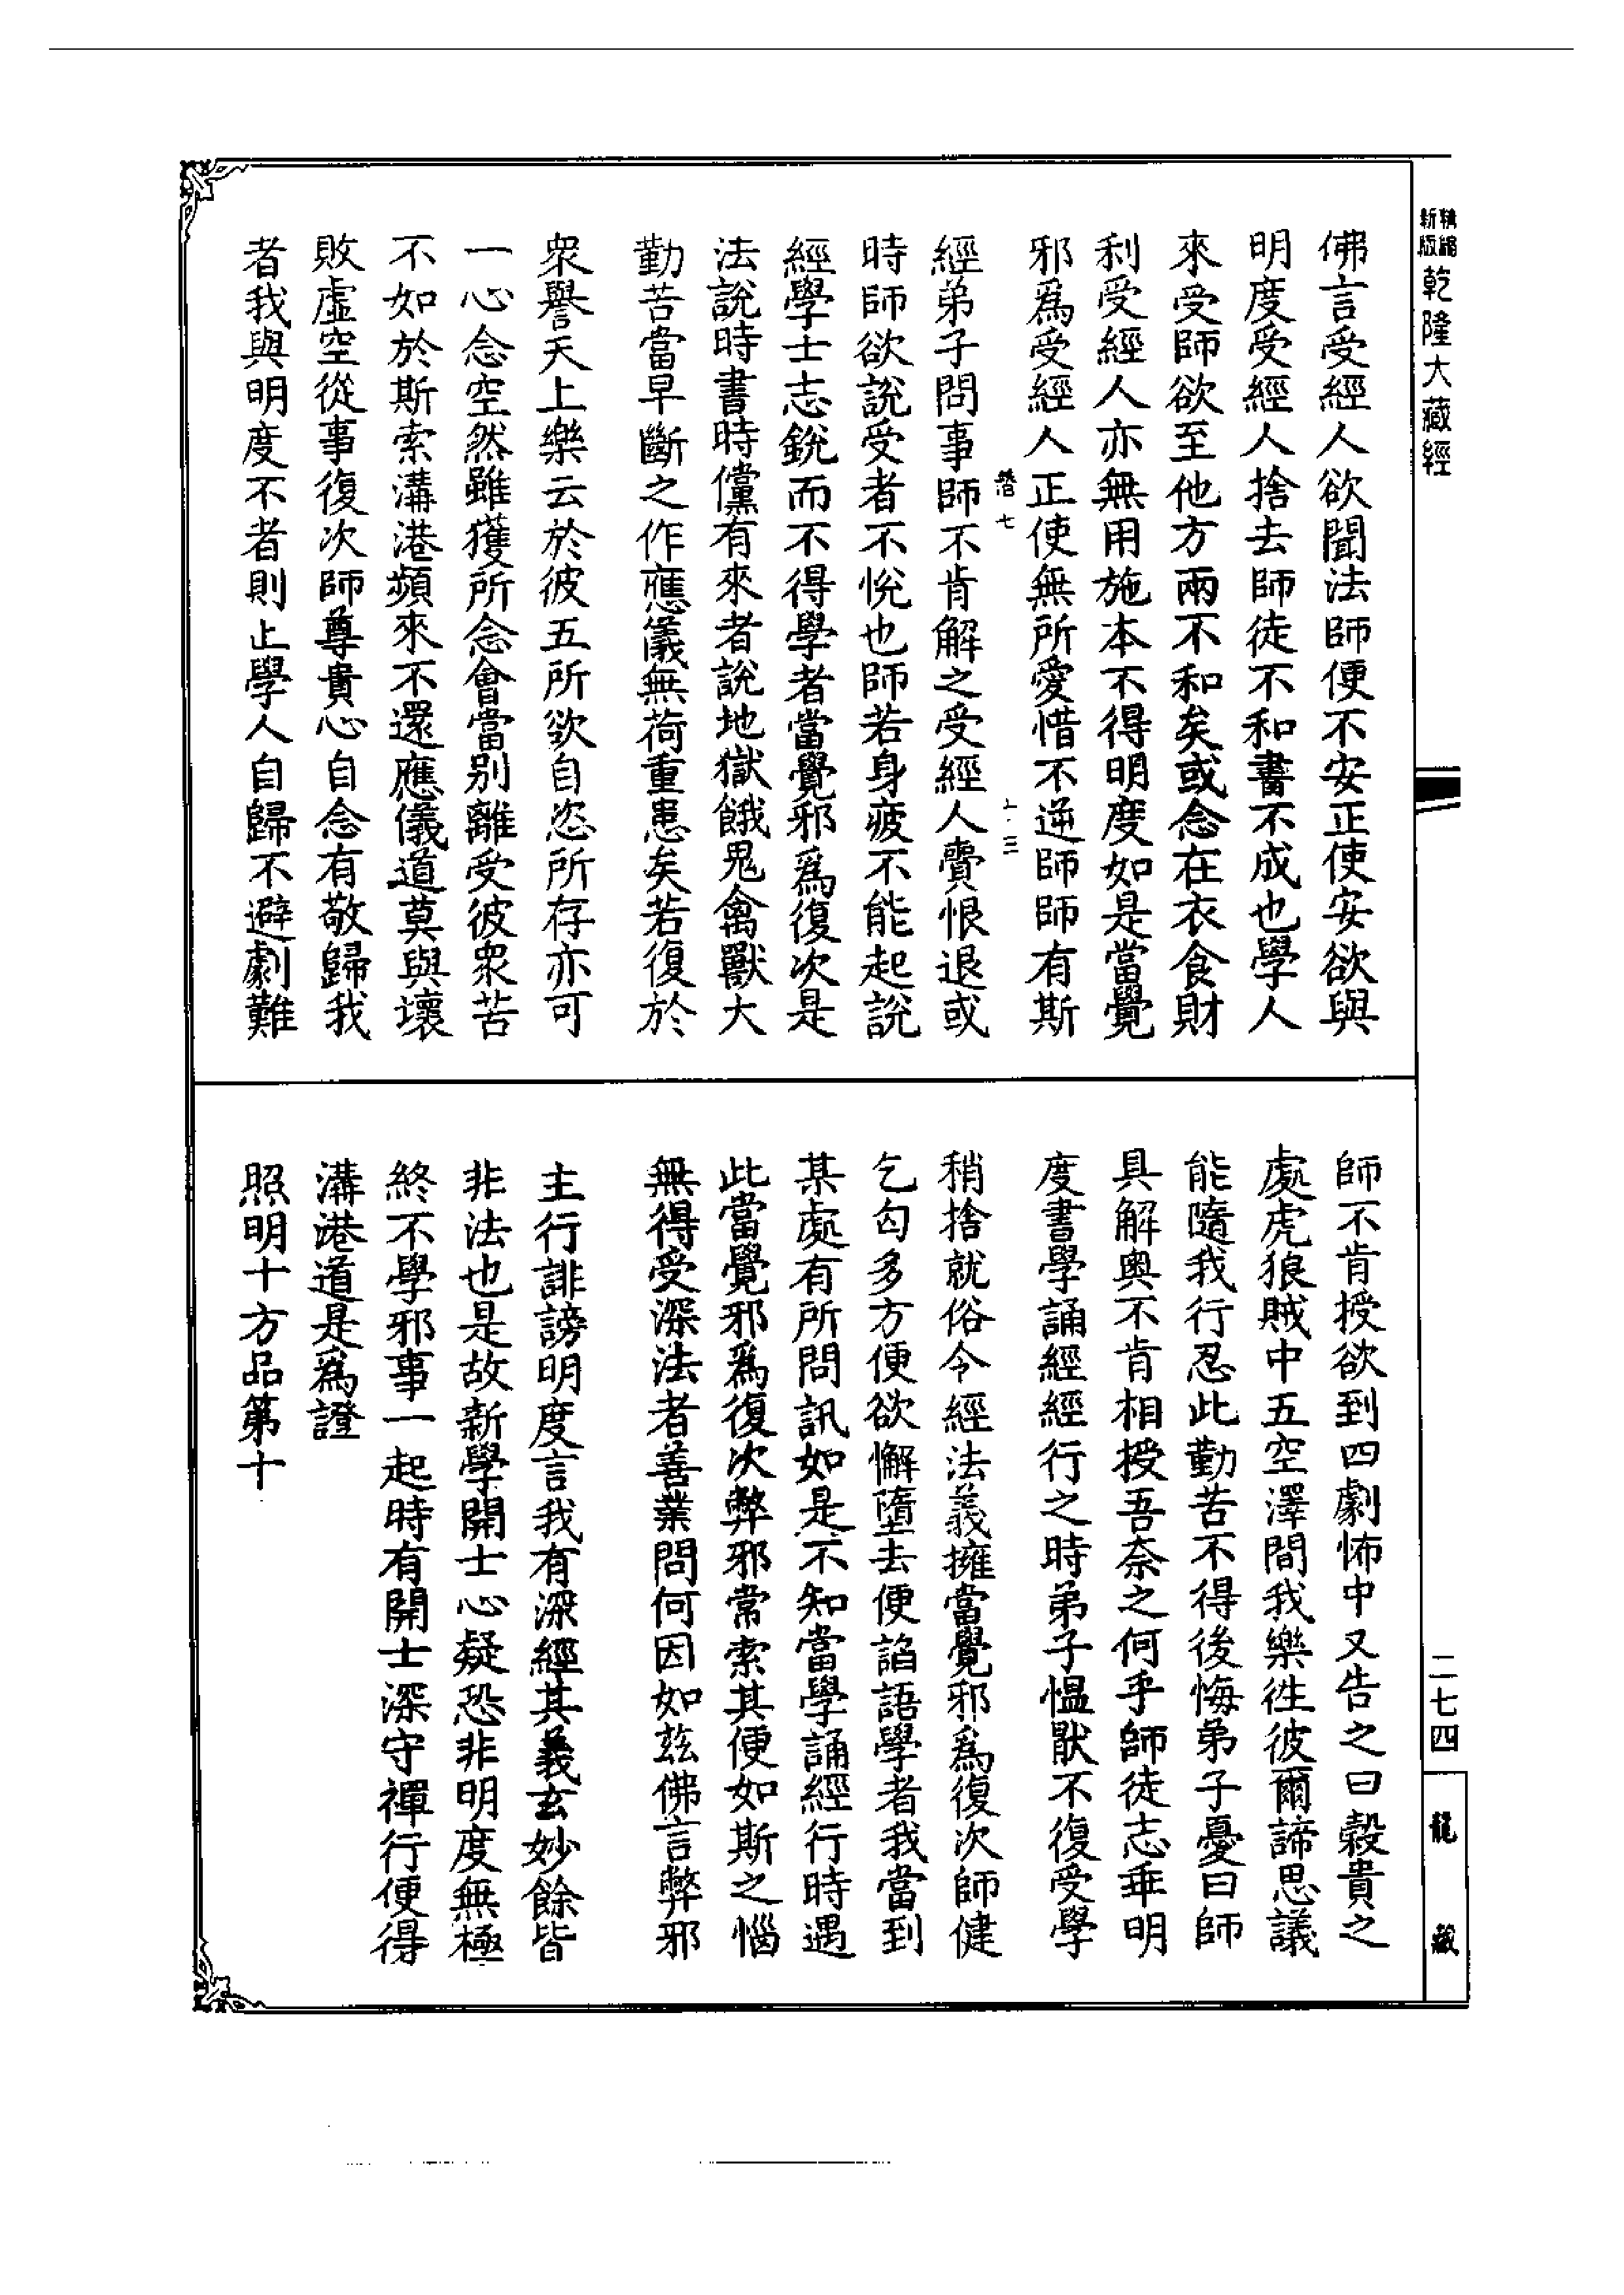 乾隆大藏經
佛言受經人欲聞法師便不安正使安欲與
明度受經人捨去師徒不和書不成也學人
來受師欲至他方兩不和矣或念在衣食財
利受經人亦無用施本不得明度如是當覺
邪爲受經人正使無所愛惜不逆師師有斯
經弟子問事師不肯解之受經人賷恨退或
時師欲說受者不悅也師若身疲不能起說
經學士志銳而不得學者當覺邪爲復次是
法說時書時儻有來者說地獄餓鬼禽獸大
勤苦當早斷之作應儀無荷重患矣若復於
衆譽天上樂云於彼五所欲自恣所存亦可
一心念空然雖獲所念會當別離受彼衆苦
不如於斯索溝港頻來不還應儀道莫與壞
敗虛空從事復次師尊貴心自念有敬歸我
者我與明度不者則止學人自歸不避劇難
師不肯授欲到四劇怖中又告之曰穀貴之
處虎狼賊中五空澤間我樂徃彼爾諦思議
能隨我行忍此勤苦不得後悔弟子憂曰師
具解奧不肯相授吾奈之何乎師徒志乖明
度書學誦經經行之時弟子愠猒不復受學
稍捨就俗令經法義擁當覺邪爲復次師健
乞匃多方便欲懈墮去便諂語學者我當到
某處有所問訊如是不知當學誦經行時遇
此當覺邪爲復次弊邪常索其便如斯之惱
無得受深法者善業問何因如茲佛言弊邪
主行誹謗明度言我有深經其義玄妙餘皆
非法也是故新學開士心疑恐非明度無極
終不學邪事一起時有開士深守禪行便得
溝港道是爲證
照明十方品第十
二七四
龍藏